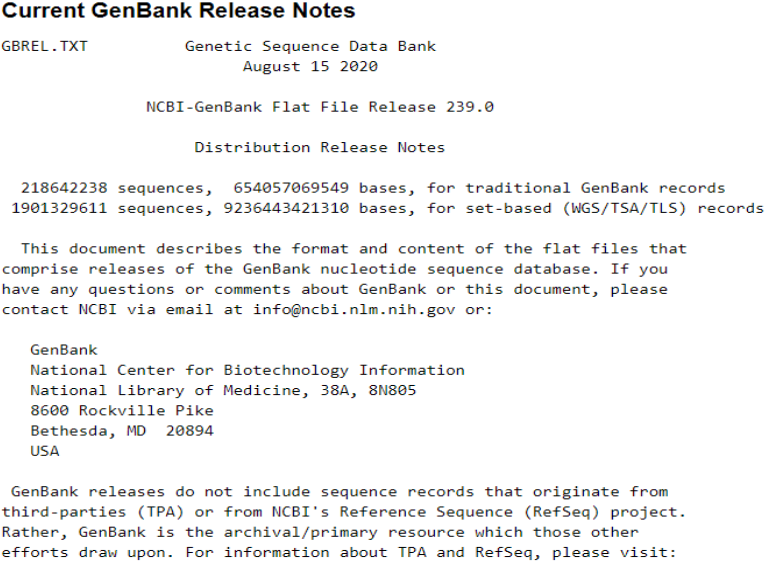 Current GenBank Release Notes
GBREL.TXT Genetic Sequence Data Bank
August 15 2020
NCBI-GenBank Flat File Release 239.0
Distribution Release Notes
218642238 sequences, 654057069549 bases, for traditional GenBank records
1901329611 sequences, 9236443421310 bases, for set-based (WGS/TSA/TLS) records
This document describes the format and content of the flat files that
comprise releases of the GenBank nucleotide sequence database. If you
have any questions or comments about GenBank or this document, please
contact NCBI via email at info@ncbi.nlm.nih.gov or:
GenBank
National Center for Biotechnology Information
National Library of Medicine, 38A, 8N805
8600 Rockville Pike
Bethesda, MD 20894
USA
GenBank releases do not include sequence records that originate from
third-parties (TPA) or from NCBI's Reference Sequence (RefSeq) project.
Rather, GenBank is the archival/primary resource which those other
efforts draw upon. For information about TPA and RefSeq, please visit: